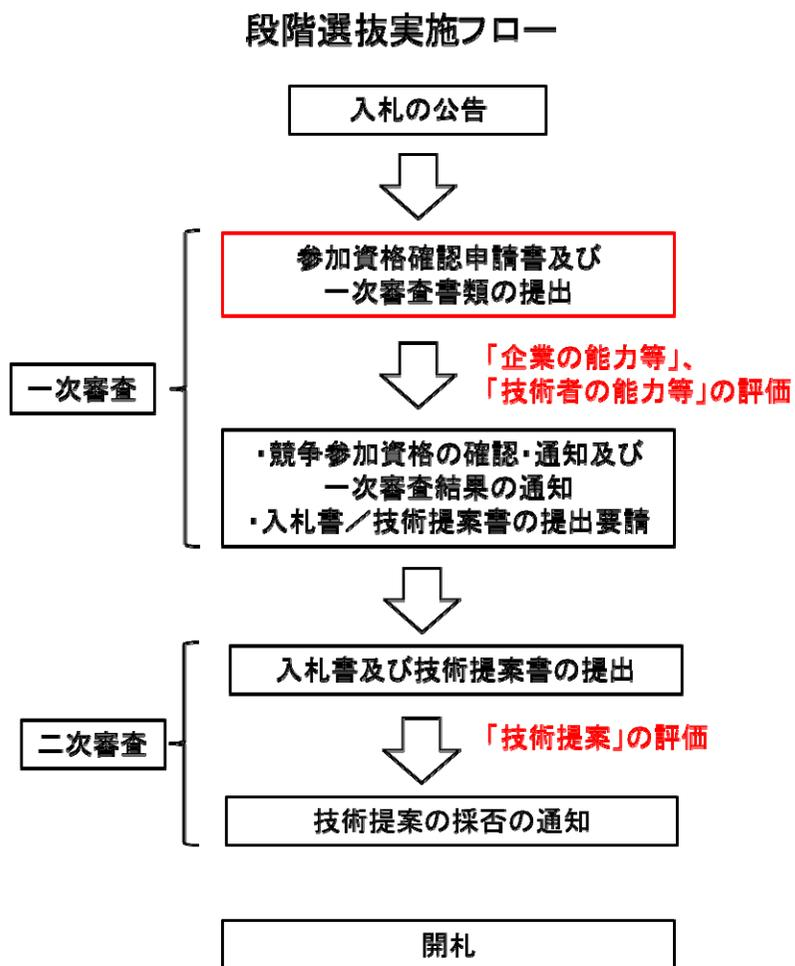 段階選抜実施フロー
入札の公告
参加資格確認申請書及び
一次審査書類の提出
「企業の能力等」、
「技術者の能力等」の評価
一次審査
・競争参加資格の確認・通知及び
一次審査結果の通知
・入札書／技術提案書の提出要請
入札書及び技術提案書の提出
二次審査
「技術提案」の評価
技術提案の採否の通知
開札